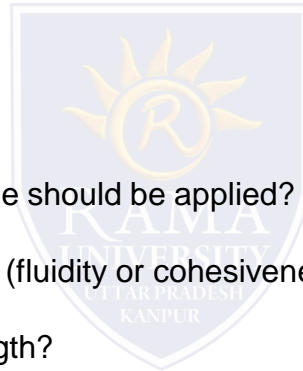 R
e should be applied?
RAMA
(fluidity or cohesivene
UNIVERSITY
UTTAR PRADESH
KANPUR
gth?